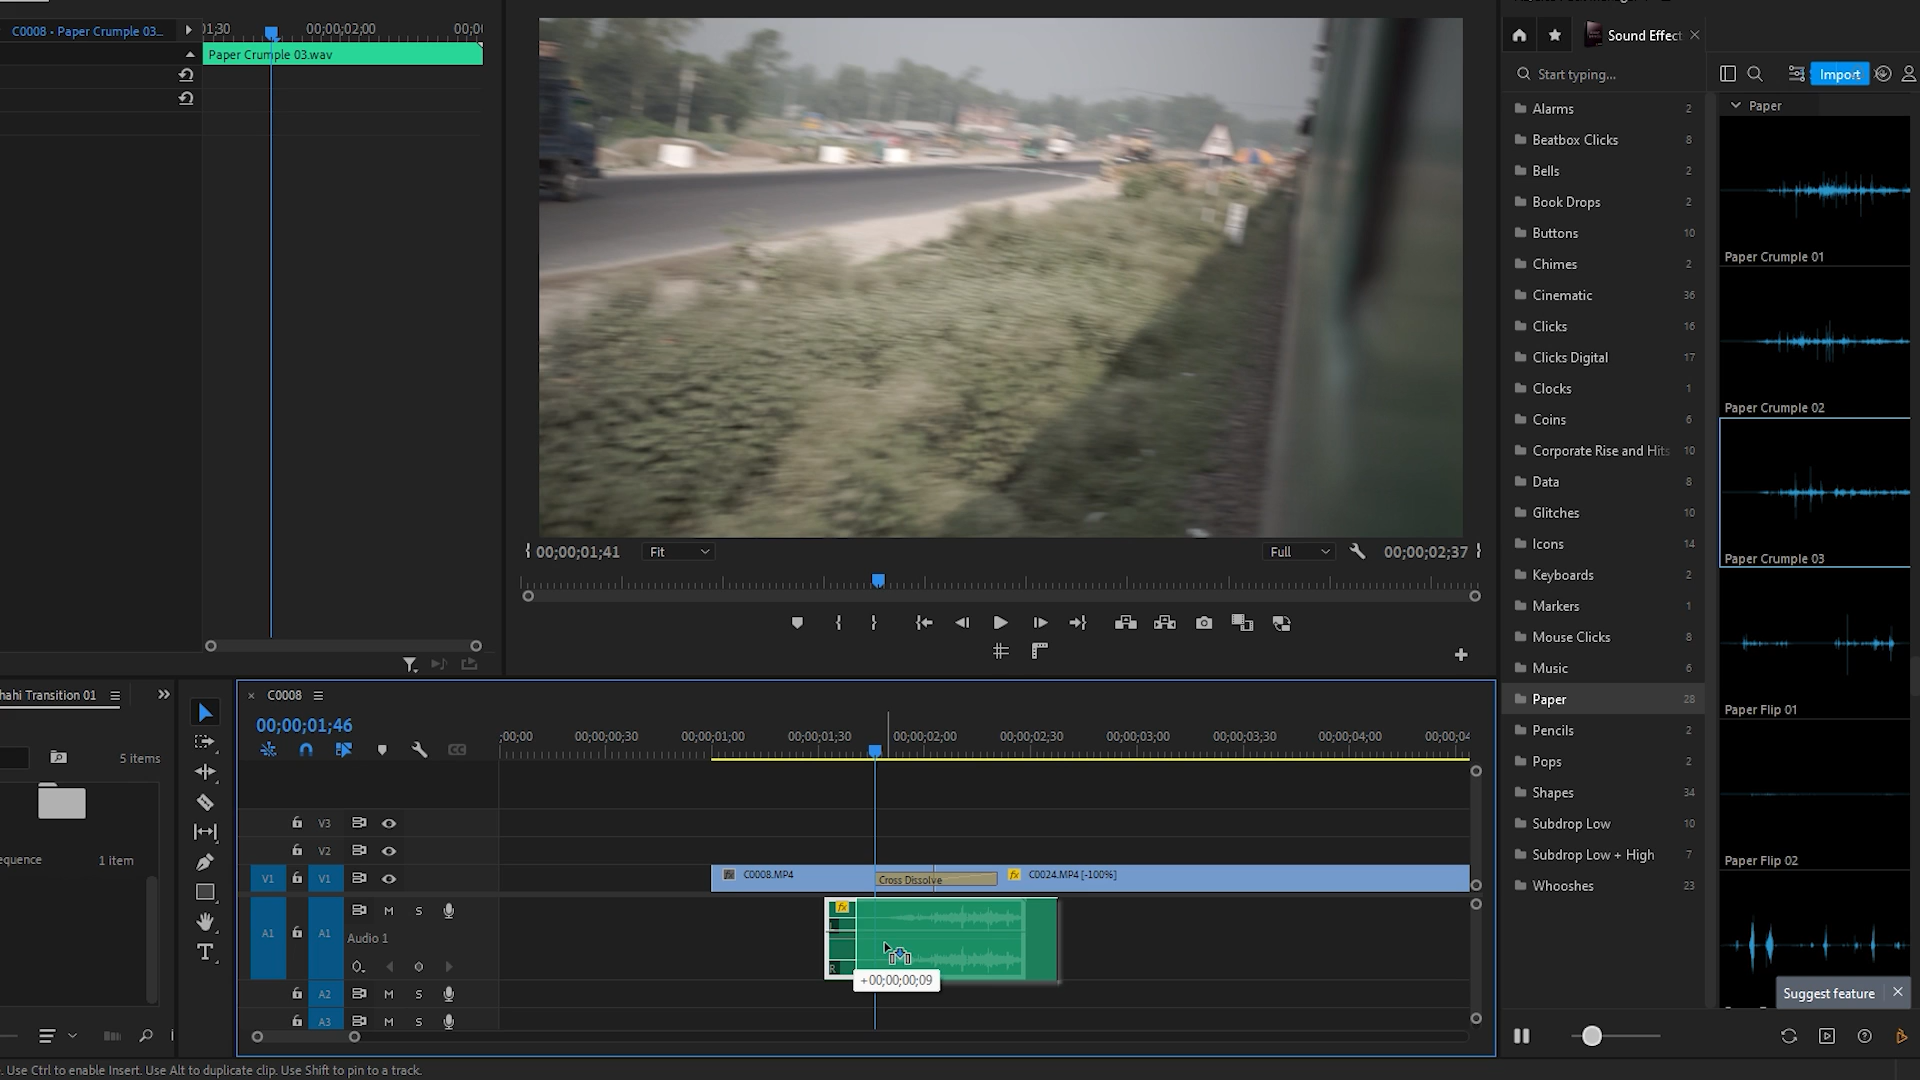 C0008 • Paper Crumple 03...
1;30
00;00;02;00
00;0
Paper Crumple 03.wav
00;00;01;41
Fit
Full
00;00;02;37
hahi Transition 01
5 items
equence
1 item
C0008
00;00;01;46
;00;00
00;00;00;30
00;00;01;00
00;00;01;30
00;00;02;00
00;00;02;30
00;00;03;00
00;00;03;30
00;00;04;00
00;00;04
V3
V2
V1 V1
C0008.MP4
Cross Dissolve
fx C0024.MP4 [-100%]
A1 A1 M S
Audio 1
fx
L
R
+00;00;00;09
A2 M S
A3 M S
. Use Ctrl to enable Insert. Use Alt to duplicate clip. Use Shift to pin to a track.
Sound Effect
Start typing...
Import
Alarms 2
Beatbox Clicks 8
Bells 2
Book Drops 2
Buttons 10
Chimes 2
Cinematic 36
Clicks 16
Clicks Digital 17
Clocks 1
Coins 6
Corporate Rise and Hits 10
Data 8
Glitches 10
Icons 14
Keyboards 2
Markers 1
Mouse Clicks 8
Music 6
Paper 28
Pencils 2
Pops 2
Shapes 34
Subdrop Low 10
Subdrop Low + High 7
Whooshes 23
Paper
Paper Crumple 01
Paper Crumple 02
Paper Crumple 03
Paper Flip 01
Paper Flip 02
Suggest feature